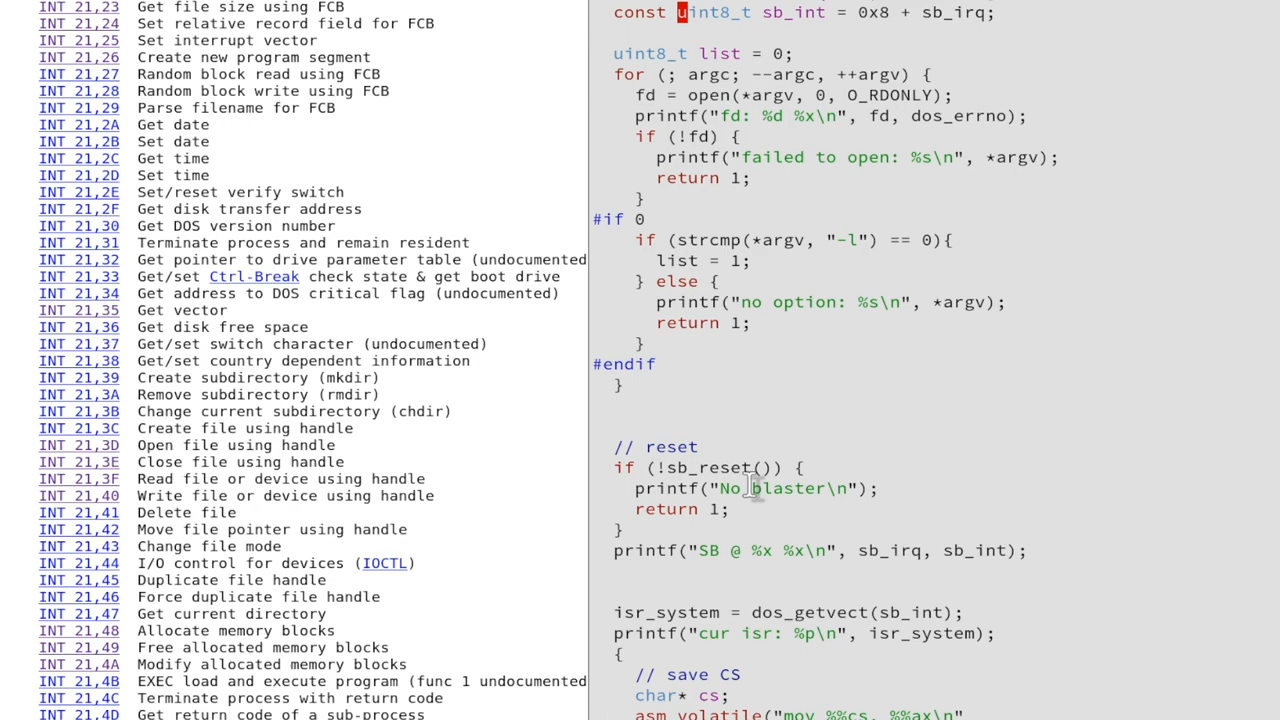 INT 21,23  Get file size using FCB
INT 21,24  Set relative record field for FCB
INT 21,25  Set interrupt vector
INT 21,26  Create new program segment
INT 21,27  Random block read using FCB
INT 21,28  Random block write using FCB
INT 21,29  Parse filename for FCB
INT 21,2A  Get date
INT 21,2B  Set date
INT 21,2C  Get time
INT 21,2D  Set time
INT 21,2E  Set/reset verify switch
INT 21,2F  Get disk transfer address
INT 21,30  Get DOS version number
INT 21,31  Terminate process and remain resident
INT 21,32  Get pointer to drive parameter table (undocumented
INT 21,33  Get/set Ctrl-Break check state & get boot drive
INT 21,34  Get address to DOS critical flag (undocumented)
INT 21,35  Get vector
INT 21,36  Get disk free space
INT 21,37  Get/set switch character (undocumented)
INT 21,38  Get/set country dependent information
INT 21,39  Create subdirectory (mkdir)
INT 21,3A  Remove subdirectory (rmdir)
INT 21,3B  Change current subdirectory (chdir)
INT 21,3C  Create file using handle
INT 21,3D  Open file using handle
INT 21,3E  Close file using handle
INT 21,3F  Read file or device using handle
INT 21,40  Write file or device using handle
INT 21,41  Delete file
INT 21,42  Move file pointer using handle
INT 21,43  Change file mode
INT 21,44  I/O control for devices (IOCTL)
INT 21,45  Duplicate file handle
INT 21,46  Force duplicate file handle
INT 21,47  Get current directory
INT 21,48  Allocate memory blocks
INT 21,49  Free allocated memory blocks
INT 21,4A  Modify allocated memory blocks
INT 21,4B  EXEC load and execute program (func 1 undocumented
INT 21,4C  Terminate process with return code
INT 21,4D  Get return code of a sub-process
const uint8_t sb_int = 0x8 + sb_irq;
uint8_t list = 0;
for (; argc; --argc, ++argv) {
fd = open(*argv, 0, O_RDONLY);
printf("fd: %d %x\n", fd, dos_errno);
if (!fd) {
printf("failed to open: %s\n", *argv);
return 1;
}
#if 0
if (strcmp(*argv, "-l") == 0){
list = 1;
} else {
printf("no option: %s\n", *argv);
return 1;
}
#endif
}
// reset
if (!sb_reset()) {
printf("No blaster\n");
return 1;
}
printf("SB @ %x %x\n", sb_irq, sb_int);
isr_system = dos_getvect(sb_int);
printf("cur isr: %p\n", isr_system);
{
// save CS
char* cs;
asm volatile("mov %%cs, %%ax\n"